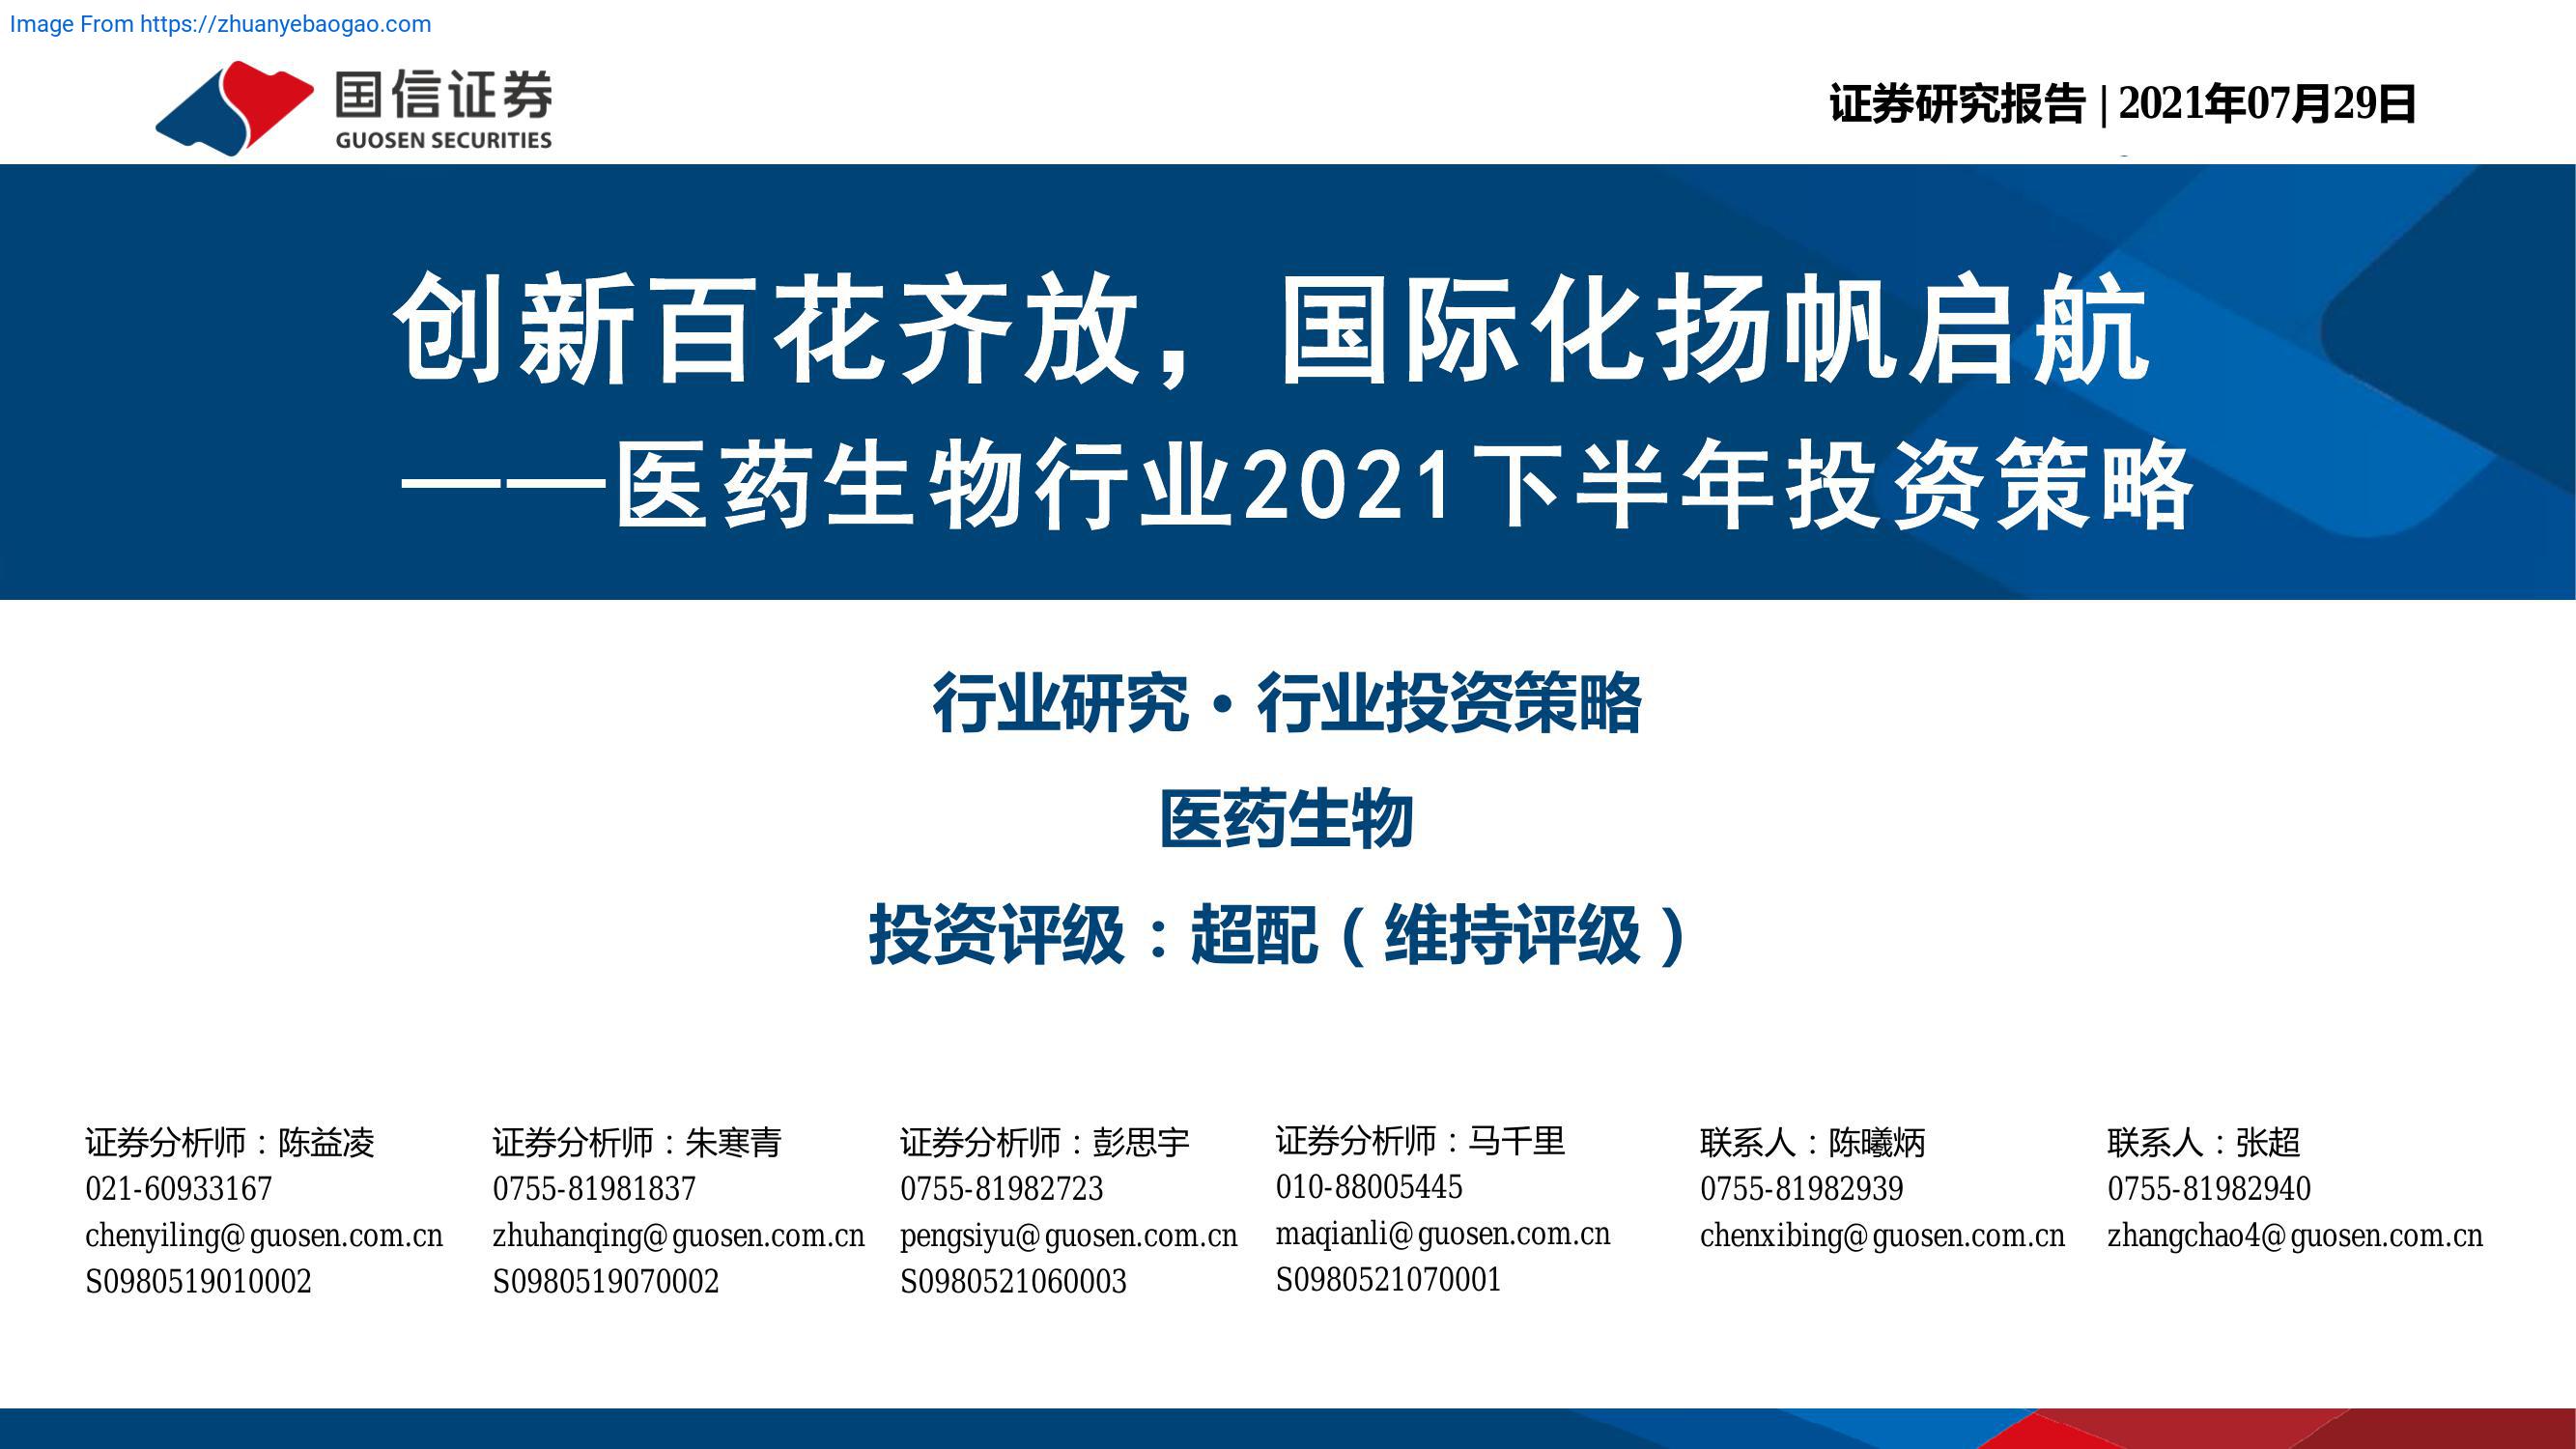 Image From https://zhuanyebaogao.com
国信证券
GUOSEN SECURITIES
证券研究报告 | 2021年07月29日
创新百花齐放，国际化扬帆启航
——医药生物行业2021下半年投资策略
行业研究·行业投资策略
医药生物
投资评级：超配（维持评级）
证券分析师：陈益凌
021-60933167
chenyiling@guosen.com.cn
S0980519010002
证券分析师：朱寒青
0755-81981837
zhuhanqing@guosen.com.cn
S0980519070002
证券分析师：彭思宇
0755-81982723
pengsiyu@guosen.com.cn
S0980521060003
证券分析师：马千里
010-88005445
maqianli@guosen.com.cn
S0980521070001
联系人：陈曦炳
0755-81982939
chenxibing@guosen.com.cn
联系人：张超
0755-81982940
zhangchao4@guosen.com.cn